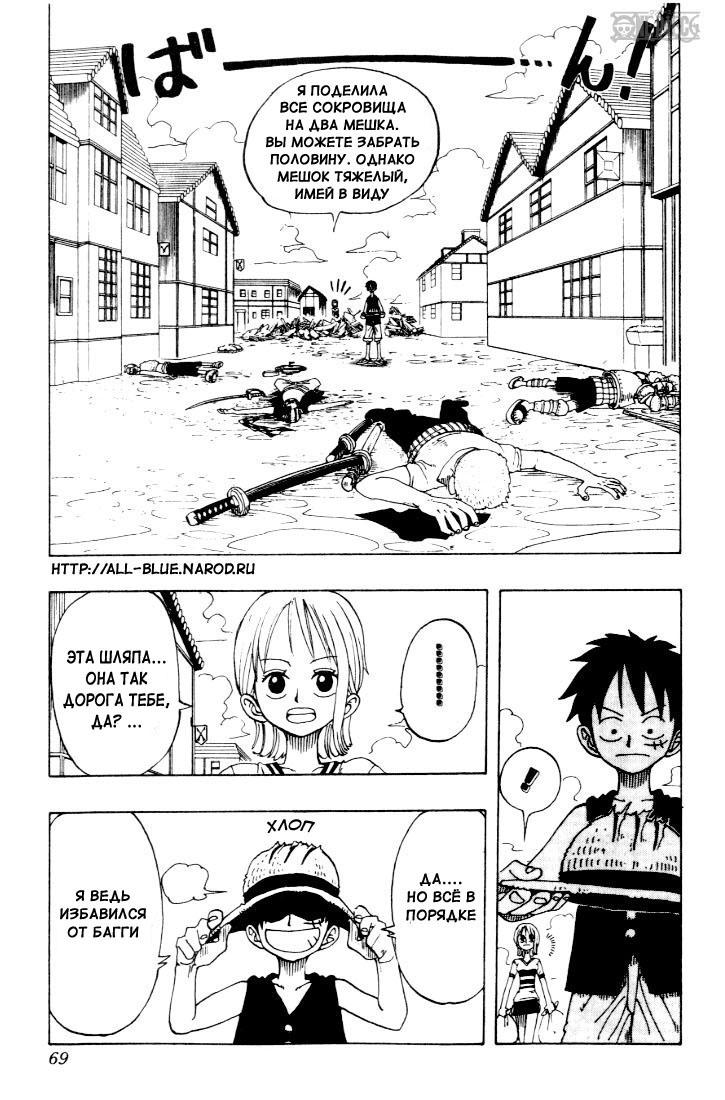 ば ん!
Я ПОДЕЛИЛА
ВСЕ СОКРОВИЩА
НА ДВА МЕШКА.
ВЫ МОЖЕТЕ ЗАБРАТЬ
ПОЛОВИНУ. ОДНАКО
МЕШОК ТЯЖЕЛЫЙ,
ИМЕЙ В ВИДУ
HTTP://ALL-BLUE.NAROD.RU
!
..........
ЭТА ШЛЯПА...
ОНА ТАК
ДОРОГА ТЕБЕ,
ДА? ...
ХЛОП
ДА....
НО ВСЁ В
ПОРЯДКЕ
Я ВЕДЬ
ИЗБАВИЛСЯ
ОТ БАГГИ
69